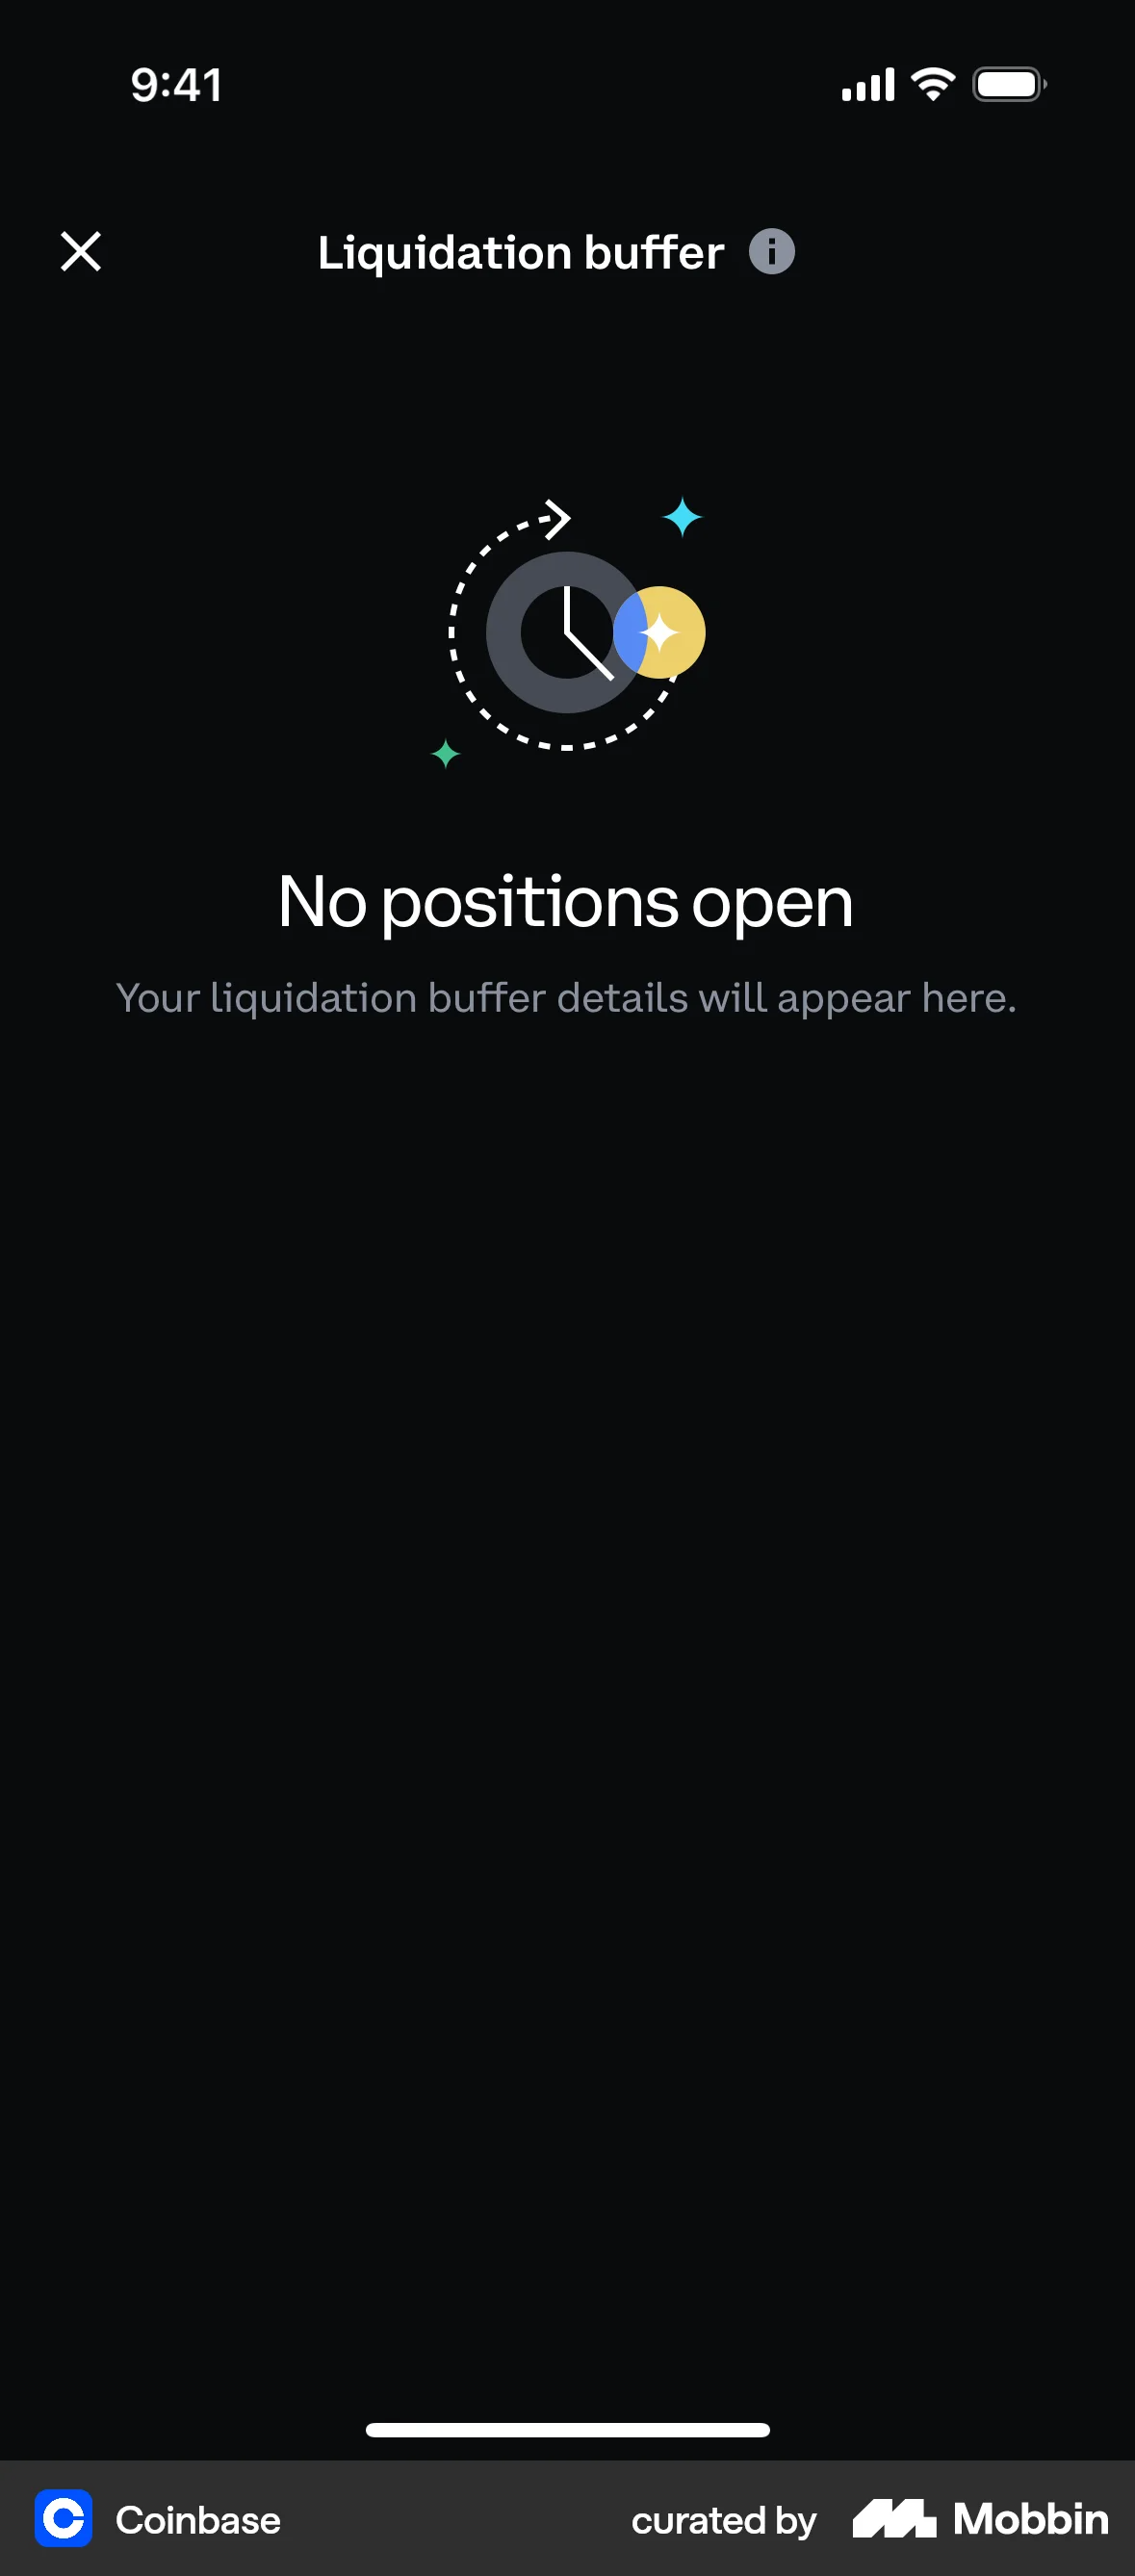 9:41
Liquidation buffer
No positions open
Your liquidation buffer details will appear here.
Coinbase
curated by Mobbin